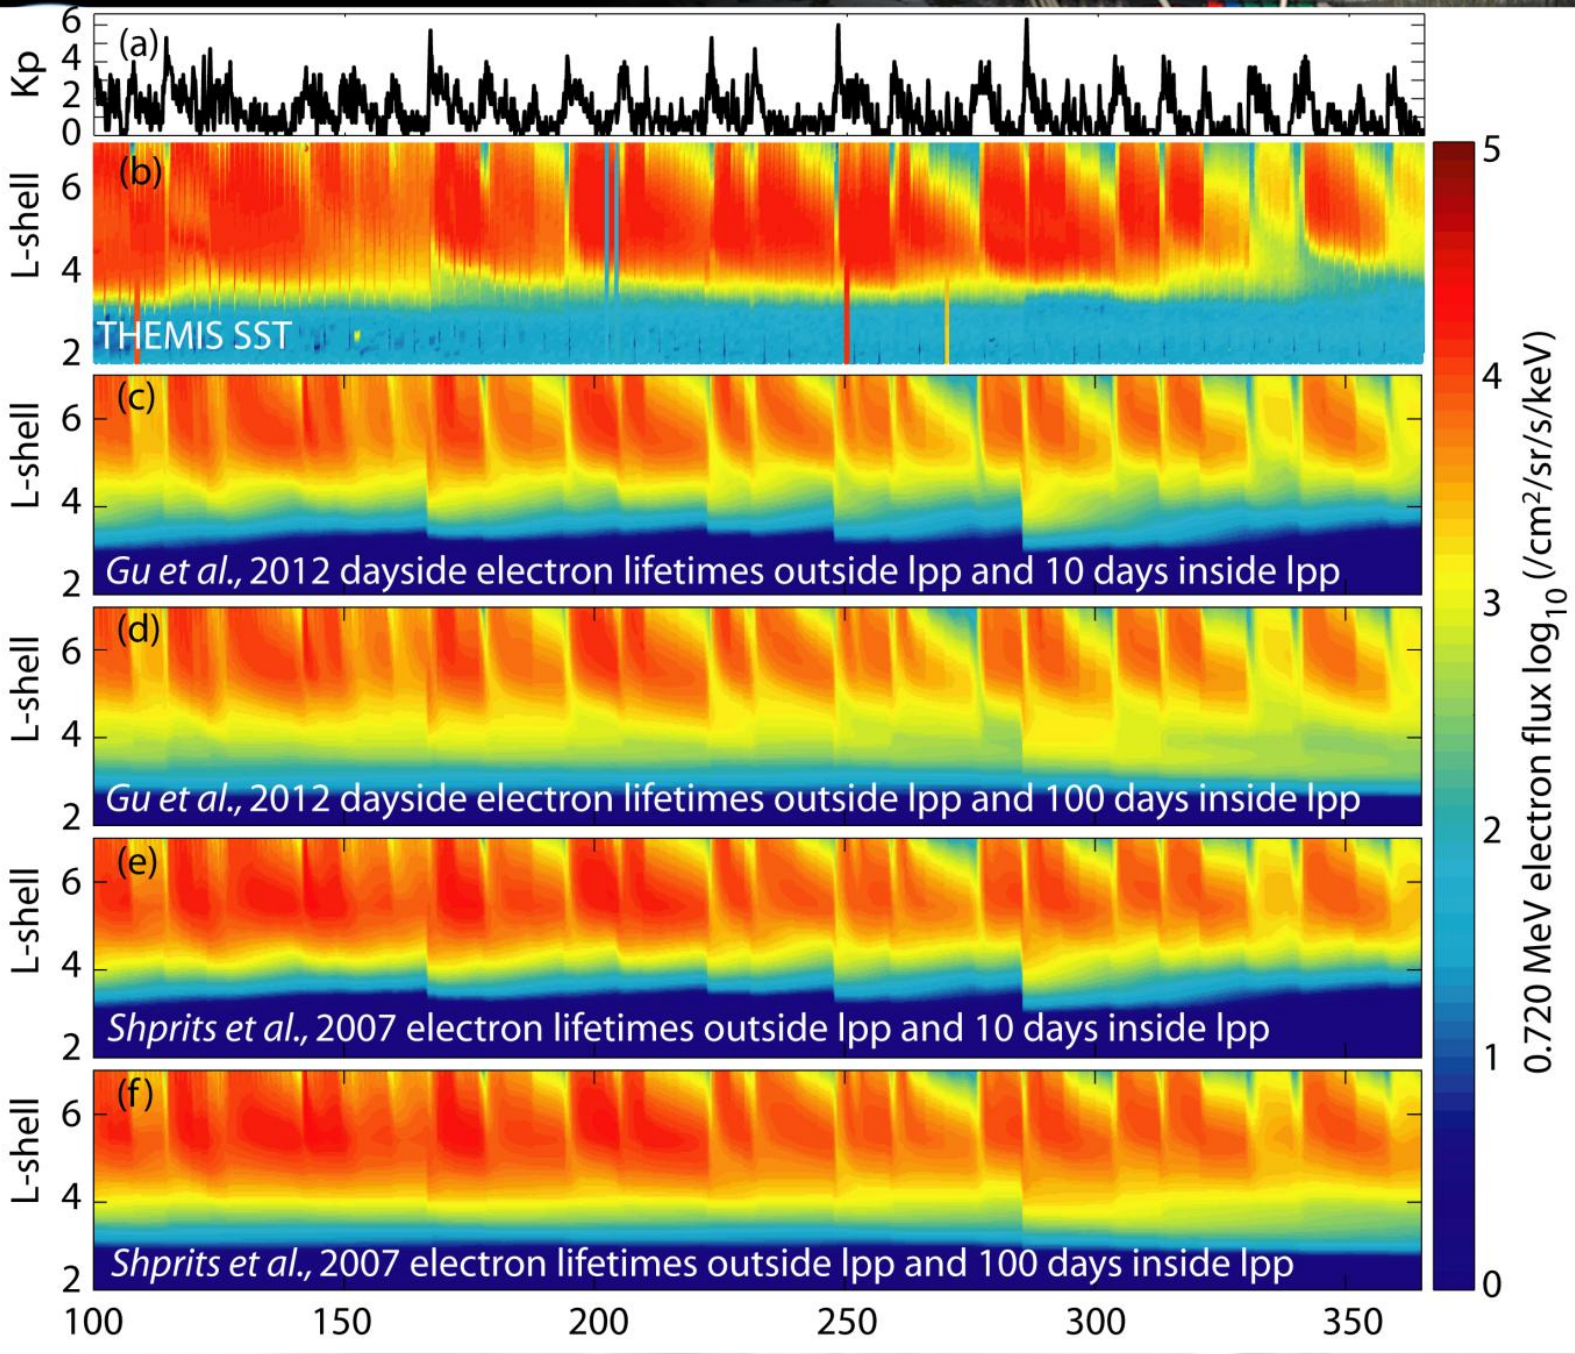 6
4
2
0
Kp
(a)
6
4
2
L-shell
(b)
THEMIS SST
6
4
2
L-shell
(c)
Gu et al., 2012 dayside electron lifetimes outside lpp and 10 days inside lpp
6
4
2
L-shell
(d)
Gu et al., 2012 dayside electron lifetimes outside lpp and 100 days inside lpp
6
4
2
L-shell
(e)
Shprits et al., 2007 electron lifetimes outside lpp and 10 days inside lpp
6
4
2
L-shell
(f)
Shprits et al., 2007 electron lifetimes outside lpp and 100 days inside lpp
100 150 200 250 300 350
5
4
3
2
1
0
0.720 MeV electron flux log10 (/cm2/sr/s/keV)